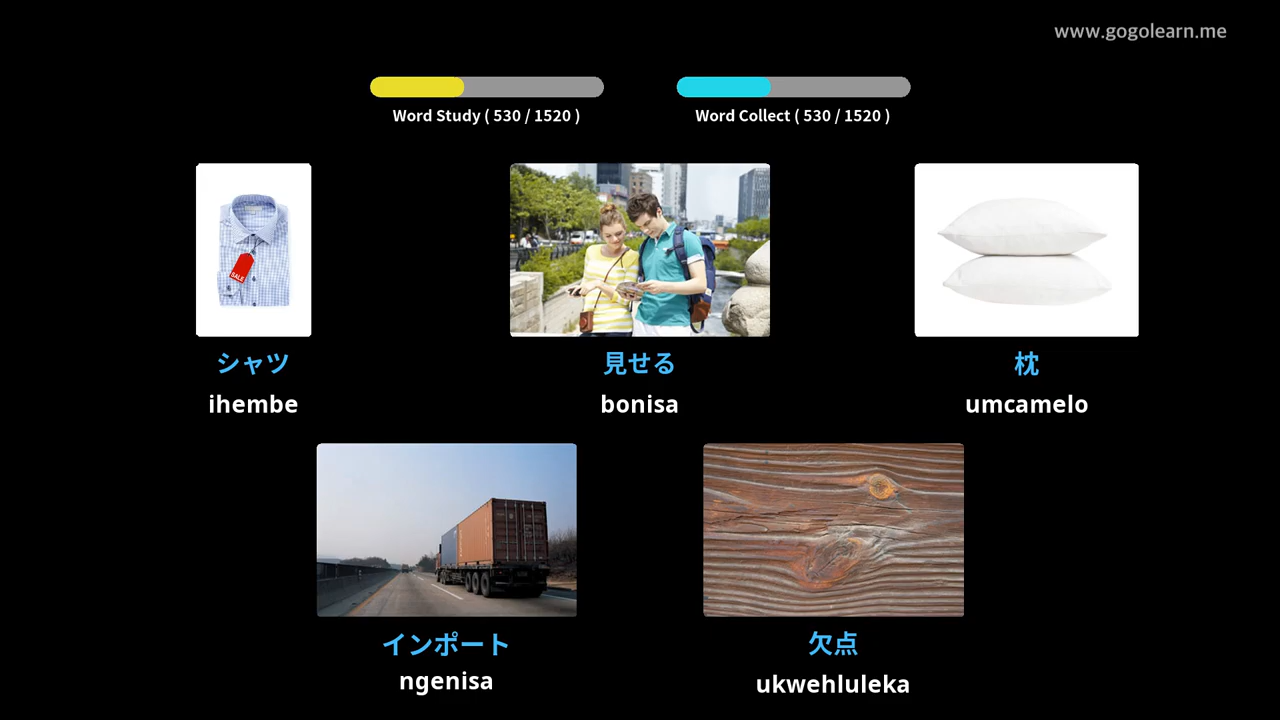 www.gogolearn.me
Word Study ( 530 / 1520 )
Word Collect ( 530 / 1520 )
SALE
シャツ
見せる
枕
ihembe
bonisa
umcamelo
インポート
欠点
ngenisa
ukwehluleka